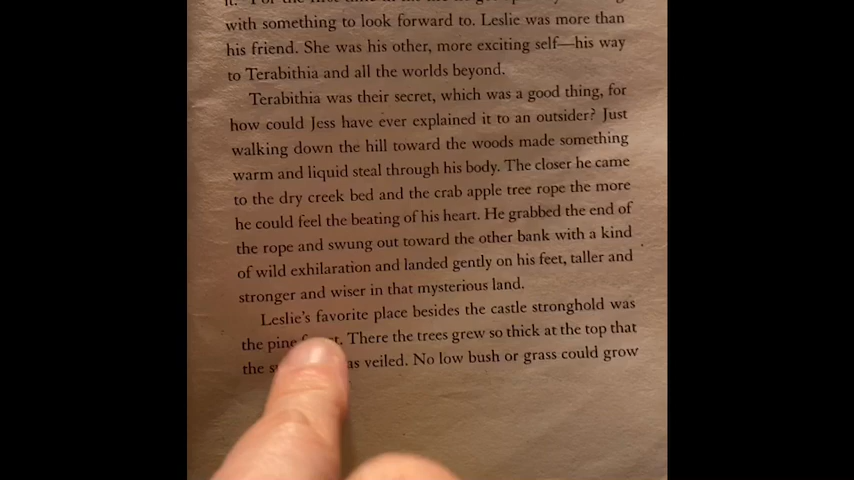 with something to look forward to. Leslie was more than
his friend. She was his other, more exciting self—his way
to Terabithia and all the worlds beyond.
Terabithia was their secret, which was a good thing, for
how could Jess have ever explained it to an outsider? Just
walking down the hill toward the woods made something
warm and liquid steal through his body. The closer he came
to the dry creek bed and the crab apple tree rope the more
he could feel the beating of his heart. He grabbed the end of
the rope and swung out toward the other bank with a kind
of wild exhilaration and landed gently on his feet, taller and
stronger and wiser in that mysterious land.
Leslie's favorite place besides the castle stronghold was
the pine There the trees grew so thick at the top that
the veiled. No low bush or grass could grow